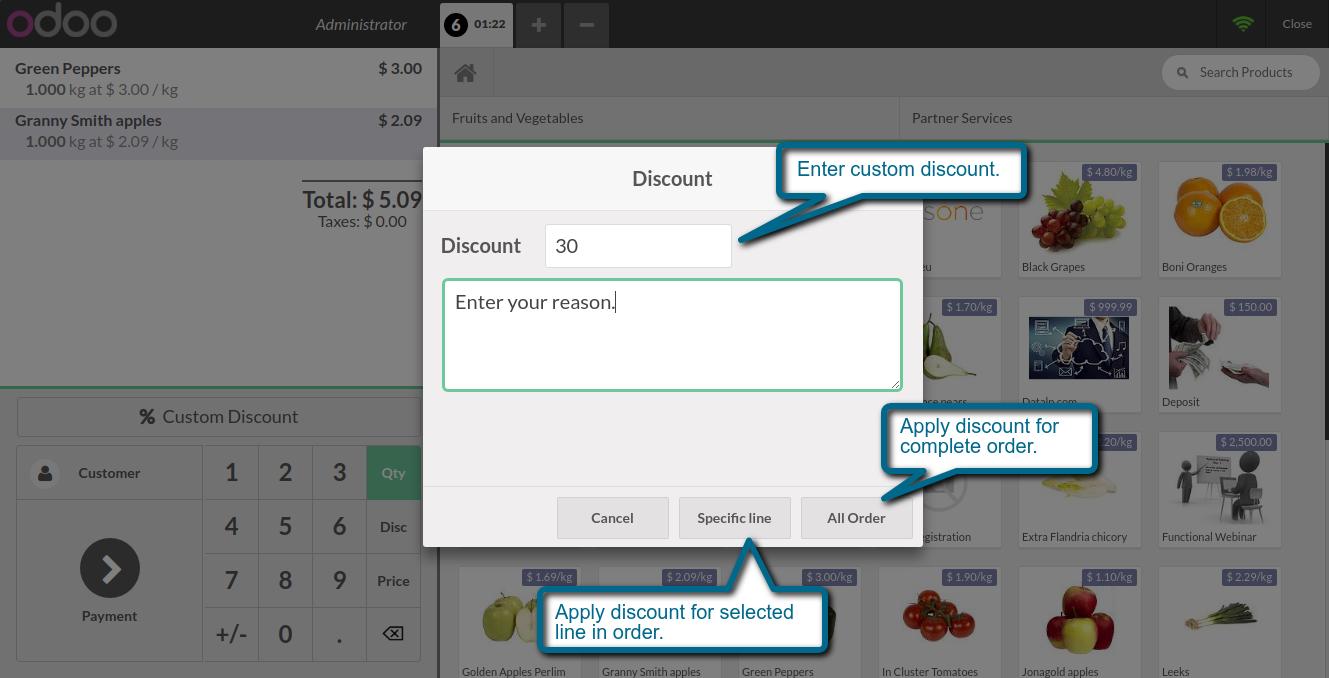 odoo
Administrator
6 01:22
+
−
Close
Green Peppers $ 3.00
1.000 kg at $ 3.00 / kg
Granny Smith apples $ 2.09
1.000 kg at $ 2.09 / kg
Total: $ 5.09
Taxes: $ 0.00
Search Products
Fruits and Vegetables
Partner Services
Discount
Enter custom discount.
Discount 30
Enter your reason.
Apply discount for
complete order.
Cancel
Specific line
All Order
Apply discount for selected
line in order.
% Custom Discount
Customer
1 2 3 Qty
4 5 6 Disc
7 8 9 Price
+/- 0 .
Payment
$ 4.80/kg
Black Grapes
$ 1.98/kg
Boni Oranges
$ 1.70/kg
$ 999.99
$ 150.00
Deposit
.20/kg
Extra Flandria chicory
$ 2,500.00
Functional Webinar
$ 1.69/kg
Golden Apples Perlim
$ 2.09/kg
Granny Smith apples
$ 3.00/kg
Green Peppers
$ 1.90/kg
In Cluster Tomatoes
$ 1.10/kg
Jonagold apples
$ 2.29/kg
Leeks